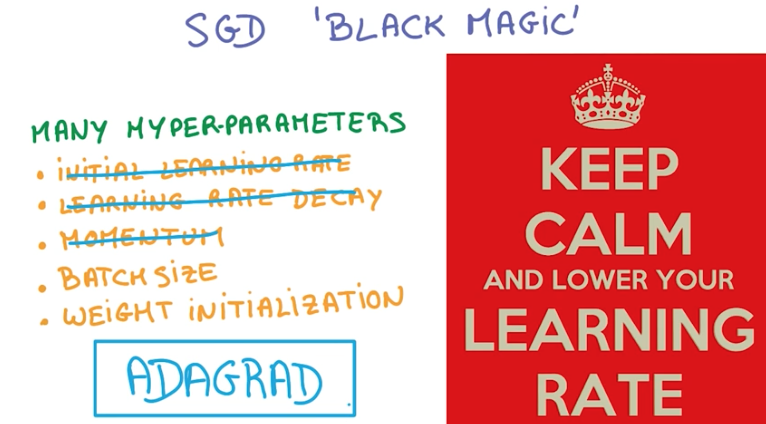 SGD 'BLACK MAGIC'
MANY HYPER-PARAMETERS
• INITIAL LEARNING RATE
• LEARNING RATE DECAY
• MOMENTUM
• BATCH SIZE
• WEIGHT INITIALIZATION
ADAGRAD
KEEP
CALM
AND LOWER YOUR
LEARNING
RATE